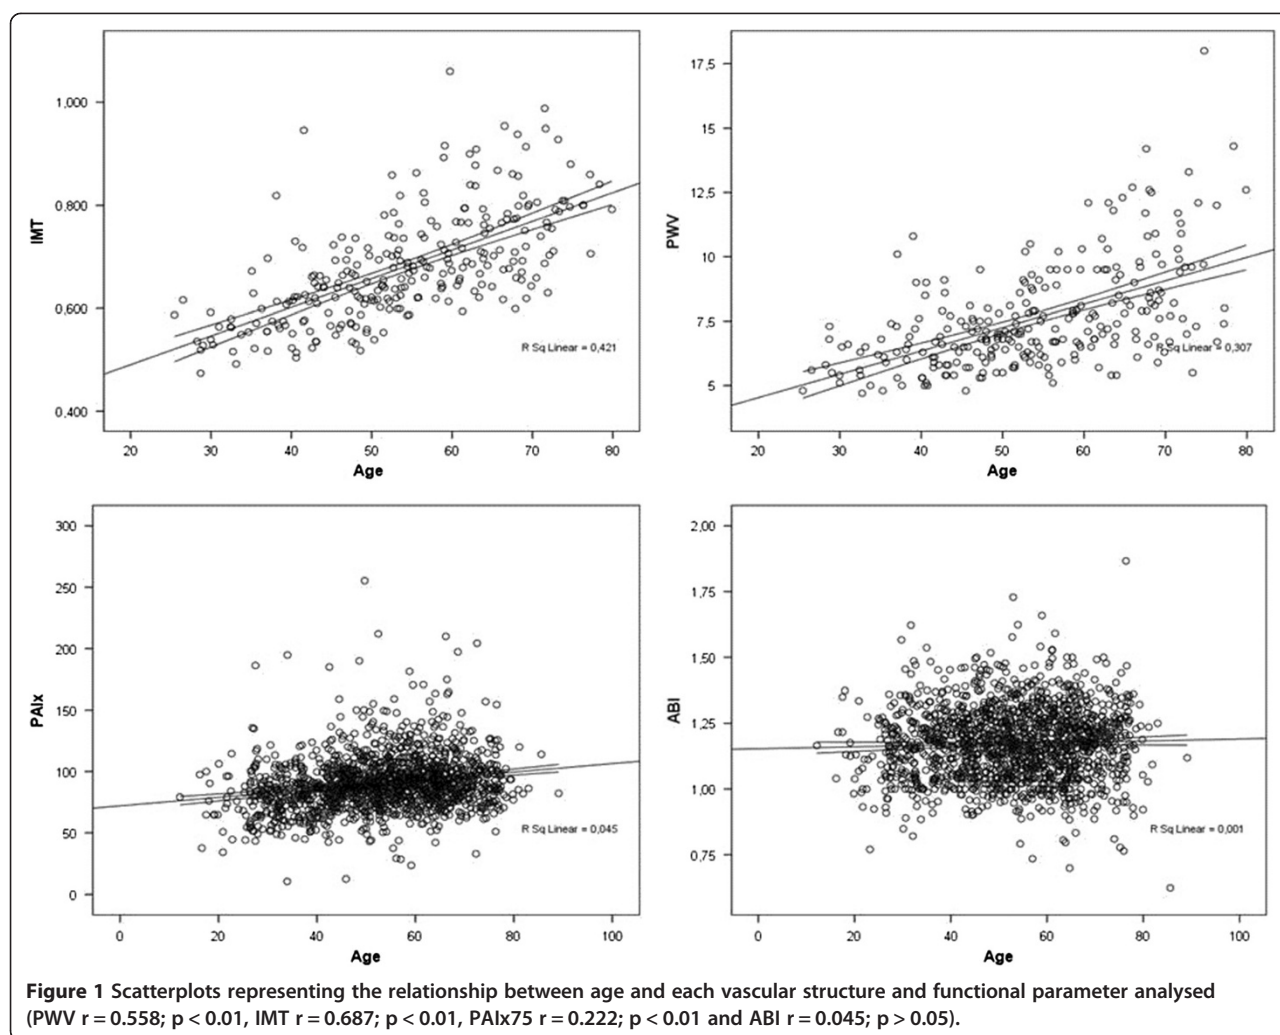 1,000
0,800
0,600
0,400
IMT
R Sq Linear = 0,421
20 30 40 50 60 70 80
Age
17,5
15
12,5
10
7,5
5
PWV
R Sq Linear = 0,307
20 30 40 50 60 70 80
Age
300
250
200
150
100
50
0
PAIx
R Sq Linear = 0,045
0 20 40 60 80 100
Age
2,00
1,75
1,50
1,25
1,00
0,75
ABI
R Sq Linear = 0,001
0 20 40 60 80 100
Age
Figure 1 Scatterplots representing the relationship between age and each vascular structure and functional parameter analysed
(PWV r = 0.558; p < 0.01, IMT r = 0.687; p < 0.01, PAIx75 r = 0.222; p < 0.01 and ABI r = 0.045; p > 0.05).